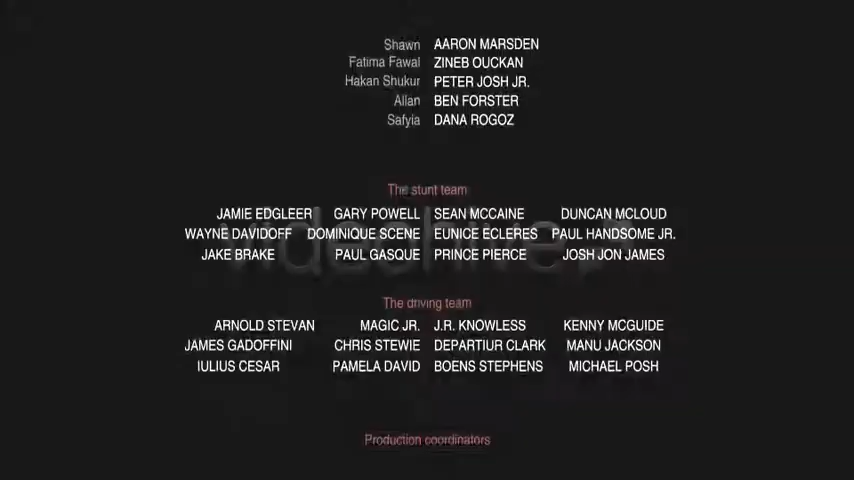 Shawn AARON MARSDEN
Fatima Fawal ZINEB OUCKAN
Hakan Shukur PETER JOSH JR.
Allan BEN FORSTER
Safyia DANA ROGOZ
The stunt team
JAMIE EDGLEER GARY POWELL SEAN MCCAINE DUNCAN MCLOUD
WAYNE DAVIDOFF DOMINIQUE SCENE EUNICE ECLERES PAUL HANDSOME JR.
videohive
JAKE BRAKE PAUL GASQUE PRINCE PIERCE JOSH JON JAMES
The driving team
ARNOLD STEVAN MAGIC JR. J.R. KNOWLESS KENNY MCGUIDE
JAMES GADOFFINI CHRIS STEWIE DEPARTIUR CLARK MANU JACKSON
IULIUS CESAR PAMELA DAVID BOENS STEPHENS MICHAEL POSH
Production coordinators